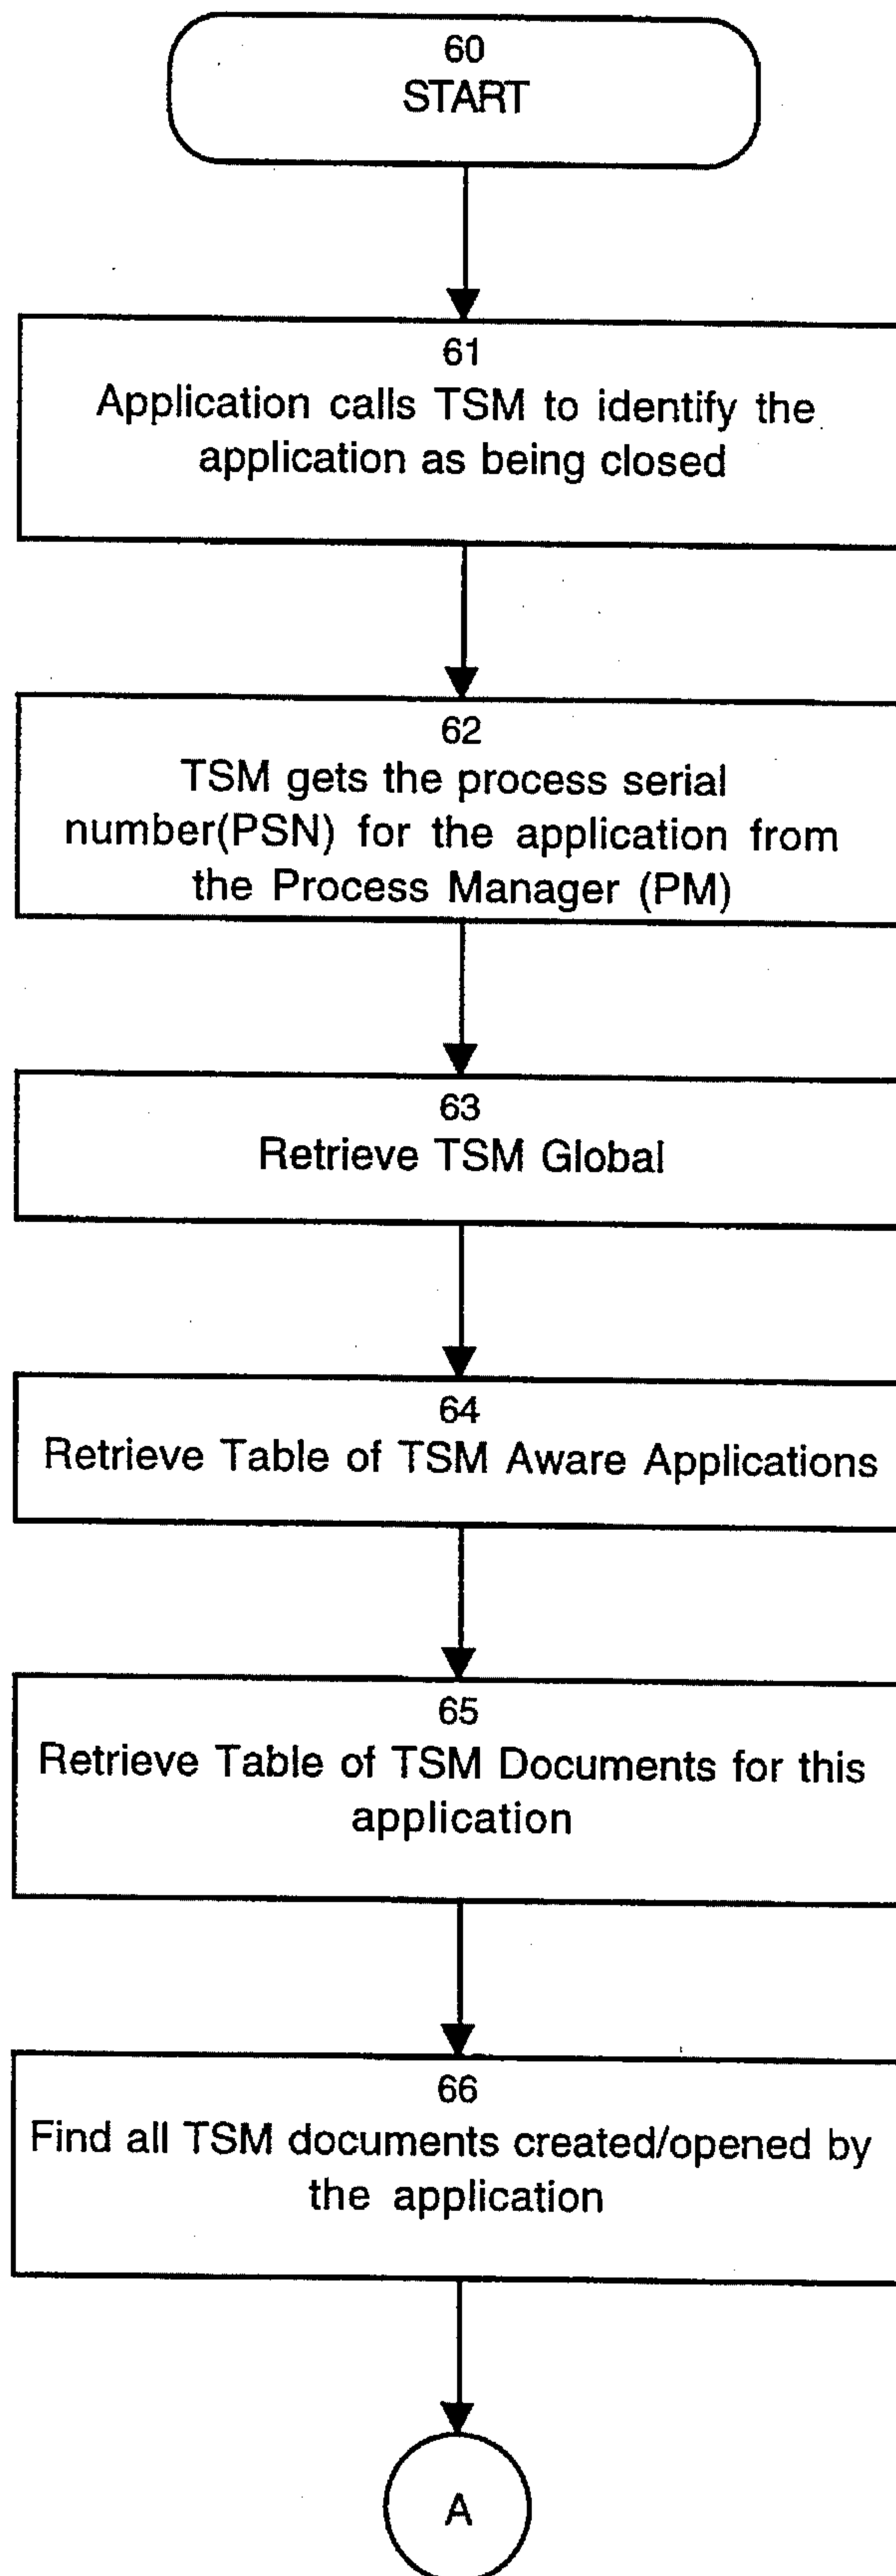 60
START
61
Application calls TSM to identify the
application as being closed
62
TSM gets the process serial
number(PSN) for the application from
the Process Manager (PM)
63
Retrieve TSM Global
64
Retrieve Table of TSM Aware Applications
65
Retrieve Table of TSM Documents for this
application
66
Find all TSM documents created/opened by
the application
A